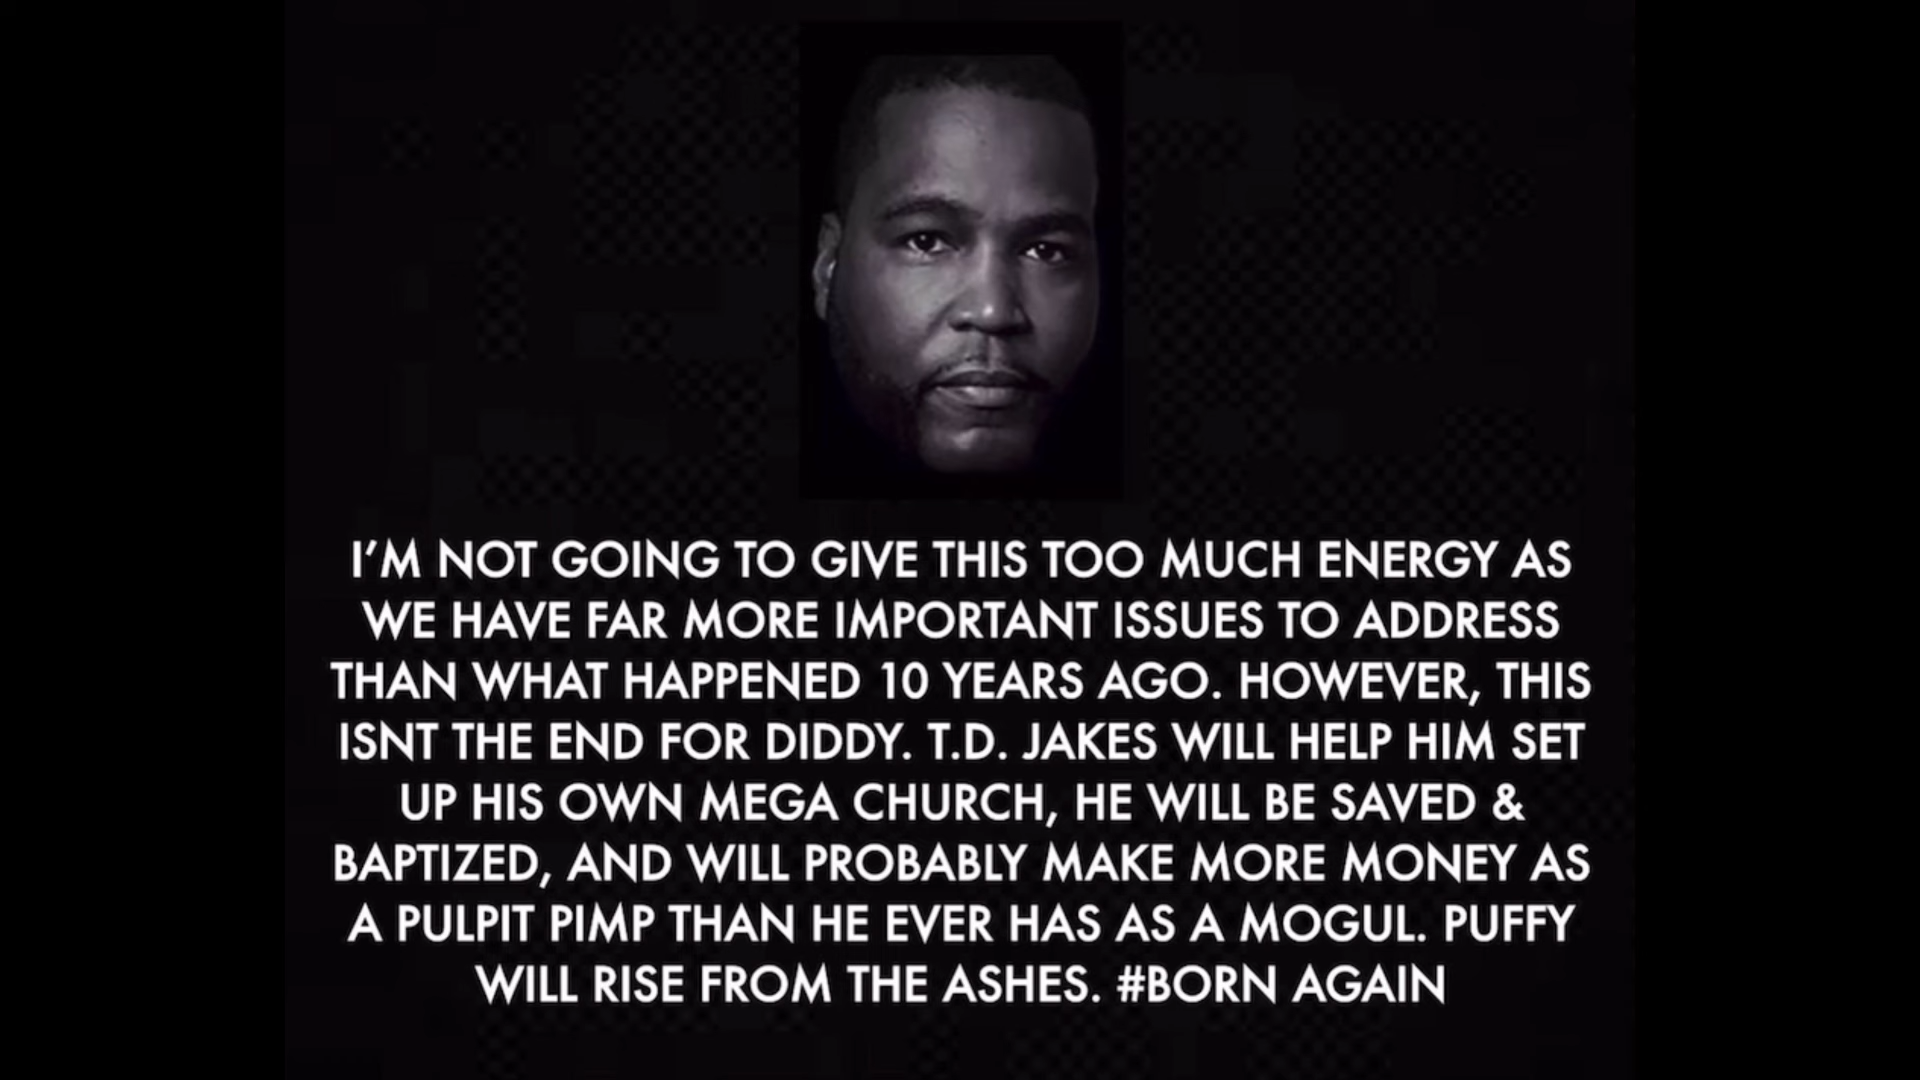 I'M NOT GOING TO GIVE THIS TOO MUCH ENERGY AS
WE HAVE FAR MORE IMPORTANT ISSUES TO ADDRESS
THAN WHAT HAPPENED 10 YEARS AGO. HOWEVER, THIS
ISNT THE END FOR DIDDY. T.D. JAKES WILL HELP HIM SET
UP HIS OWN MEGA CHURCH, HE WILL BE SAVED &
BAPTIZED, AND WILL PROBABLY MAKE MORE MONEY AS
A PULPIT PIMP THAN HE EVER HAS AS A MOGUL. PUFFY
WILL RISE FROM THE ASHES. #BORN AGAIN